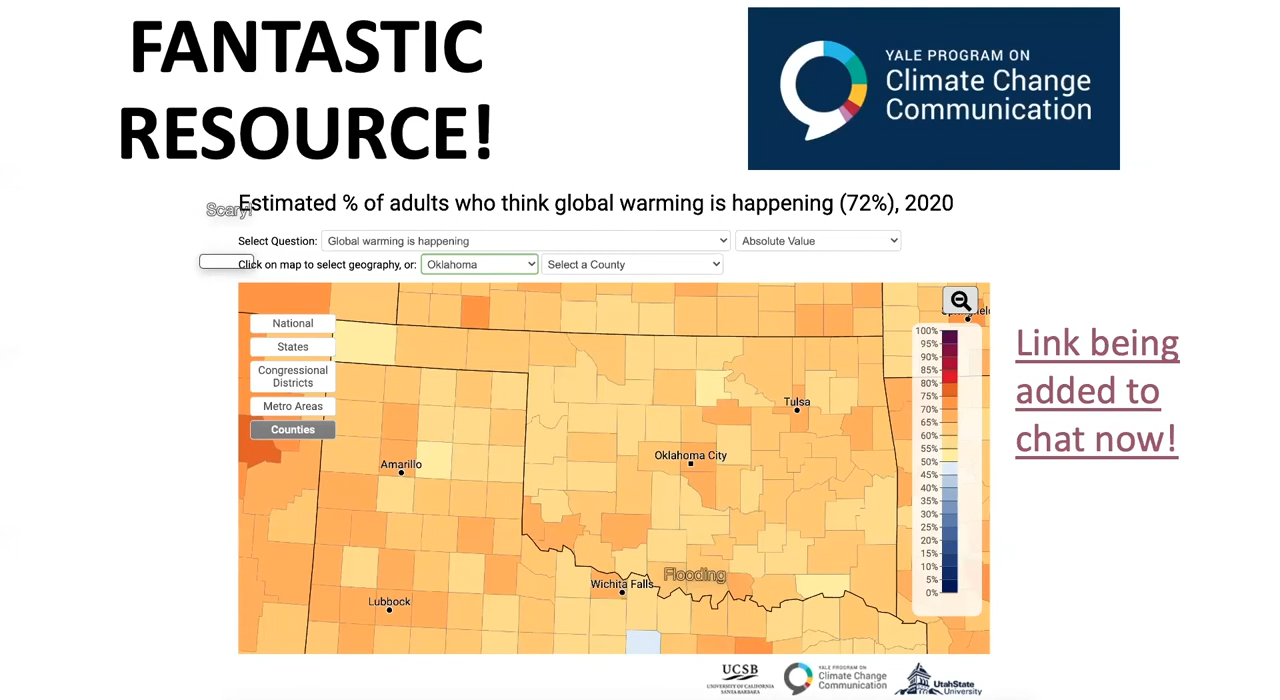 FANTASTIC
RESOURCE!
YALE PROGRAM ON
Climate Change
Communication
Scary!
Estimated % of adults who think global warming is happening (72%), 2020
Select Question: Global warming is happening Absolute Value
Click on map to select geography, or: Oklahoma Select a County
National
States
Congressional
Districts
Metro Areas
Counties
Amarillo
Lubbock
Wichita Falls
Flooding
Oklahoma City
Tulsa
100%
95%
90%
85%
80%
75%
70%
65%
60%
55%
50%
45%
40%
35%
30%
25%
20%
15%
10%
5%
0%
Link being
added to
chat now!
UCSB
UNIVERSITY OF CALIFORNIA
SANTA BARBARA
YALE PROGRAM ON
Climate Change
Communication
UtahState
University